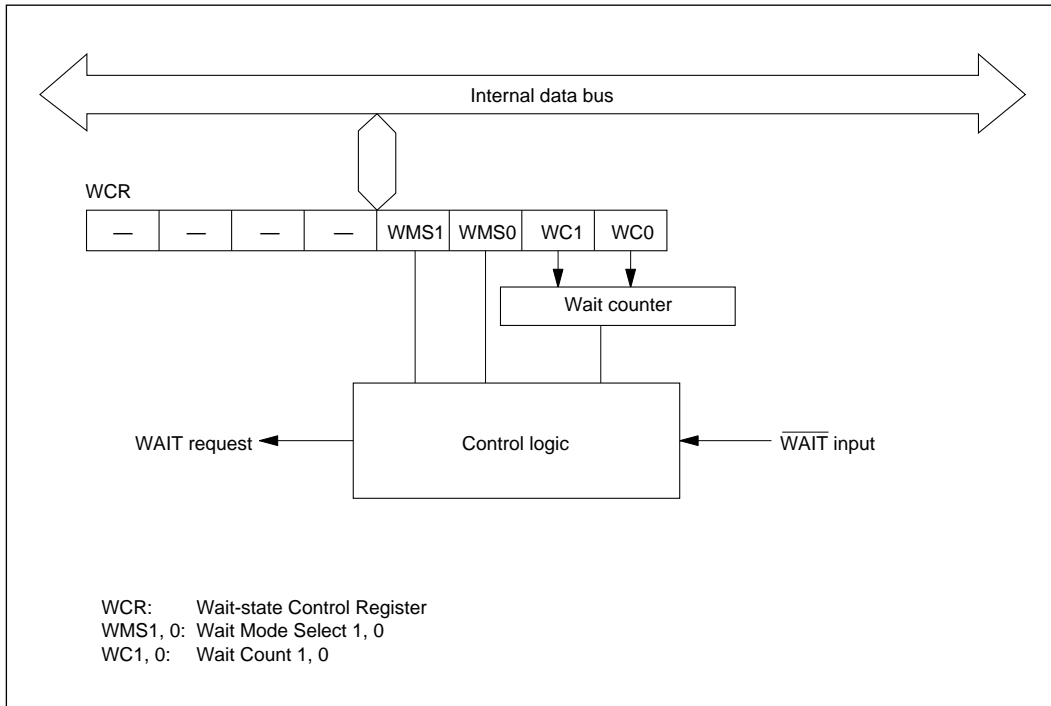 Internal data bus
WCR
— — — — WMS1 WMS0 WC1 WC0
Wait counter
WAIT request Control logic W̅A̅I̅T̅ input
WCR: Wait-state Control Register
WMS1, 0: Wait Mode Select 1, 0
WC1, 0: Wait Count 1, 0